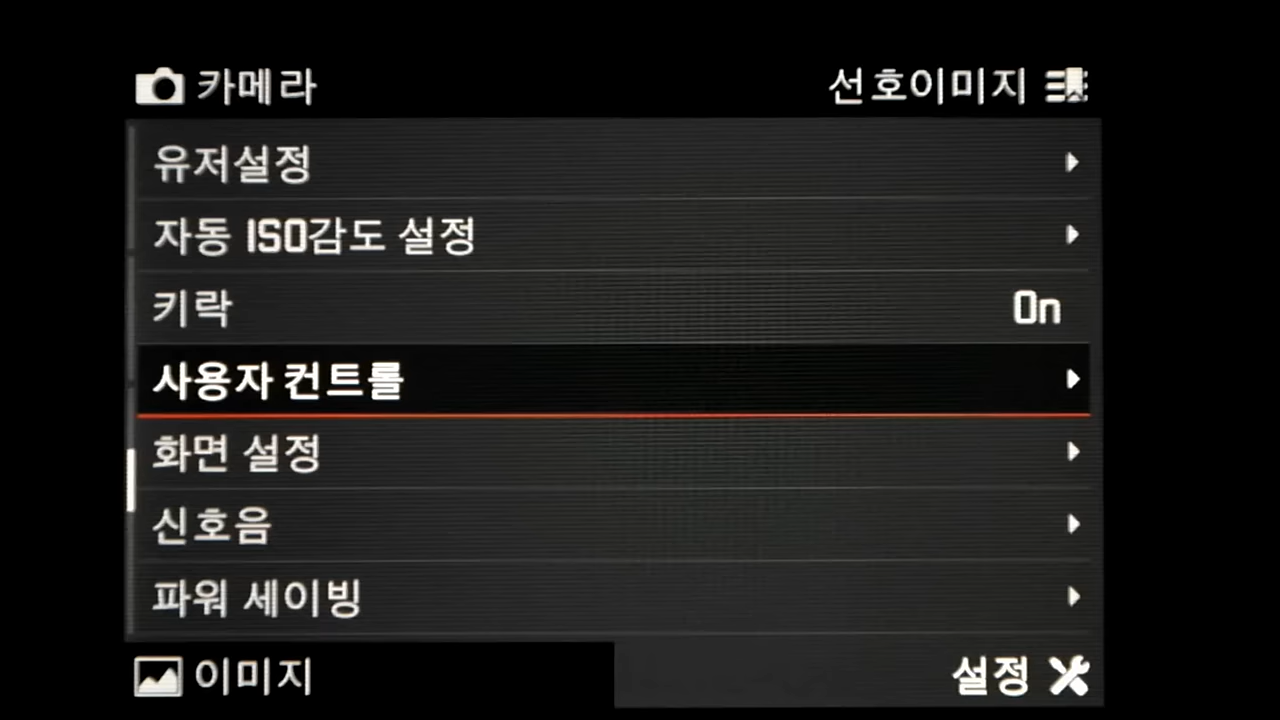 카메라
선호이미지
유저설정
자동 ISO감도 설정
키락 On
사용자 컨트롤
화면 설정
신호음
파워 세이빙
이미지
설정